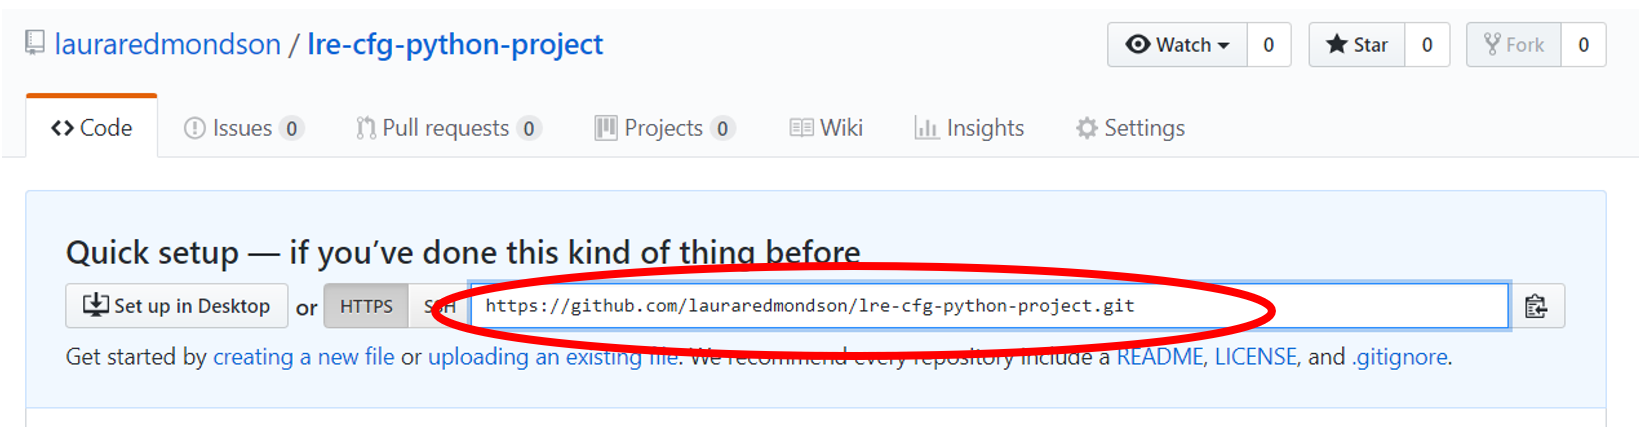 lauraredmondson / lre-cfg-python-project
Watch 0 Star 0 Fork 0
<> Code Issues 0 Pull requests 0 Projects 0 Wiki Insights Settings
Quick setup — if you’ve done this kind of thing before
Set up in Desktop or HTTPS SSH https://github.com/lauraredmondson/lre-cfg-python-project.git
Get started by creating a new file or uploading an existing file. We recommend every repository include a README, LICENSE, and .gitignore.